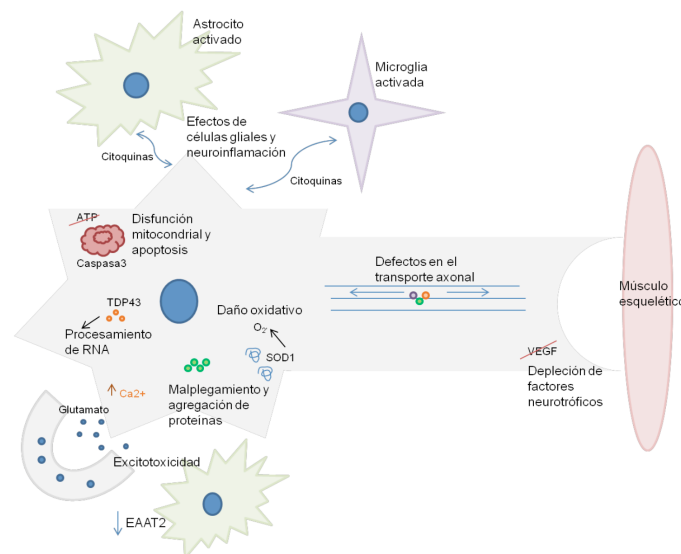 Astrocito
activado
Microglia
activada
Efectos de
células gliales y
neuroinflamación
Citoquinas
Citoquinas
ATP
Disfunción
mitocondrial y
apoptosis
Caspasa3
Defectos en el
transporte axonal
Músculo
esquelético
TDP43
Procesamiento
de RNA
Daño oxidativo
O2-
SOD1
VEGF
Depleción de
factores
neurotróficos
Ca2+
Malplegamiento y
agregación de
proteínas
Glutamato
Excitotoxicidad
EAAT2